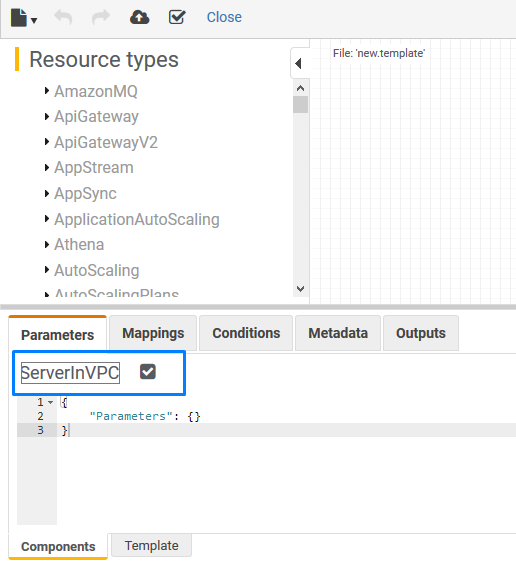 Close
Resource types
AmazonMQ
ApiGateway
ApiGatewayV2
AppStream
AppSync
ApplicationAutoScaling
Athena
AutoScaling
AutoScalingPlans
File: 'new.template'
Parameters Mappings Conditions Metadata Outputs
ServerInVPC
1 {
2 "Parameters": {}
3 }
Components Template